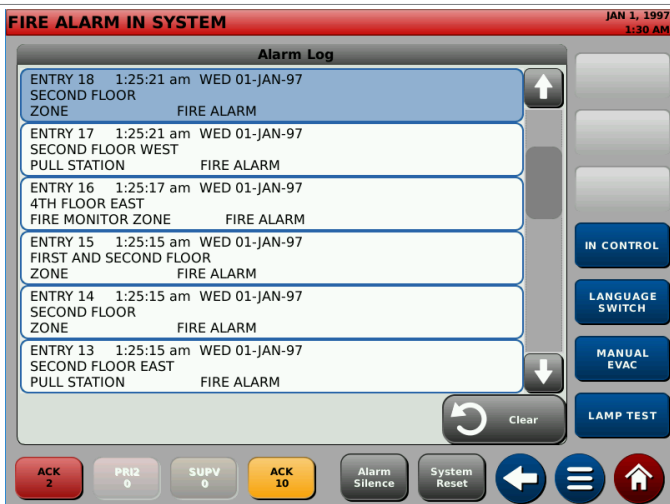 FIRE ALARM IN SYSTEM
JAN 1, 1997
1:30 AM
Alarm Log
ENTRY 18 1:25:21 am WED 01-JAN-97
SECOND FLOOR
ZONE FIRE ALARM
ENTRY 17 1:25:21 am WED 01-JAN-97
SECOND FLOOR WEST
PULL STATION FIRE ALARM
ENTRY 16 1:25:17 am WED 01-JAN-97
4TH FLOOR EAST
FIRE MONITOR ZONE FIRE ALARM
ENTRY 15 1:25:15 am WED 01-JAN-97
FIRST AND SECOND FLOOR
ZONE FIRE ALARM
ENTRY 14 1:25:15 am WED 01-JAN-97
SECOND FLOOR
ZONE FIRE ALARM
ENTRY 13 1:25:15 am WED 01-JAN-97
SECOND FLOOR EAST
PULL STATION FIRE ALARM
Clear
IN CONTROL
LANGUAGE
SWITCH
MANUAL
EVAC
LAMP TEST
ACK
2
PRI2
0
SUPV
0
ACK
10
Alarm
Silence
System
Reset